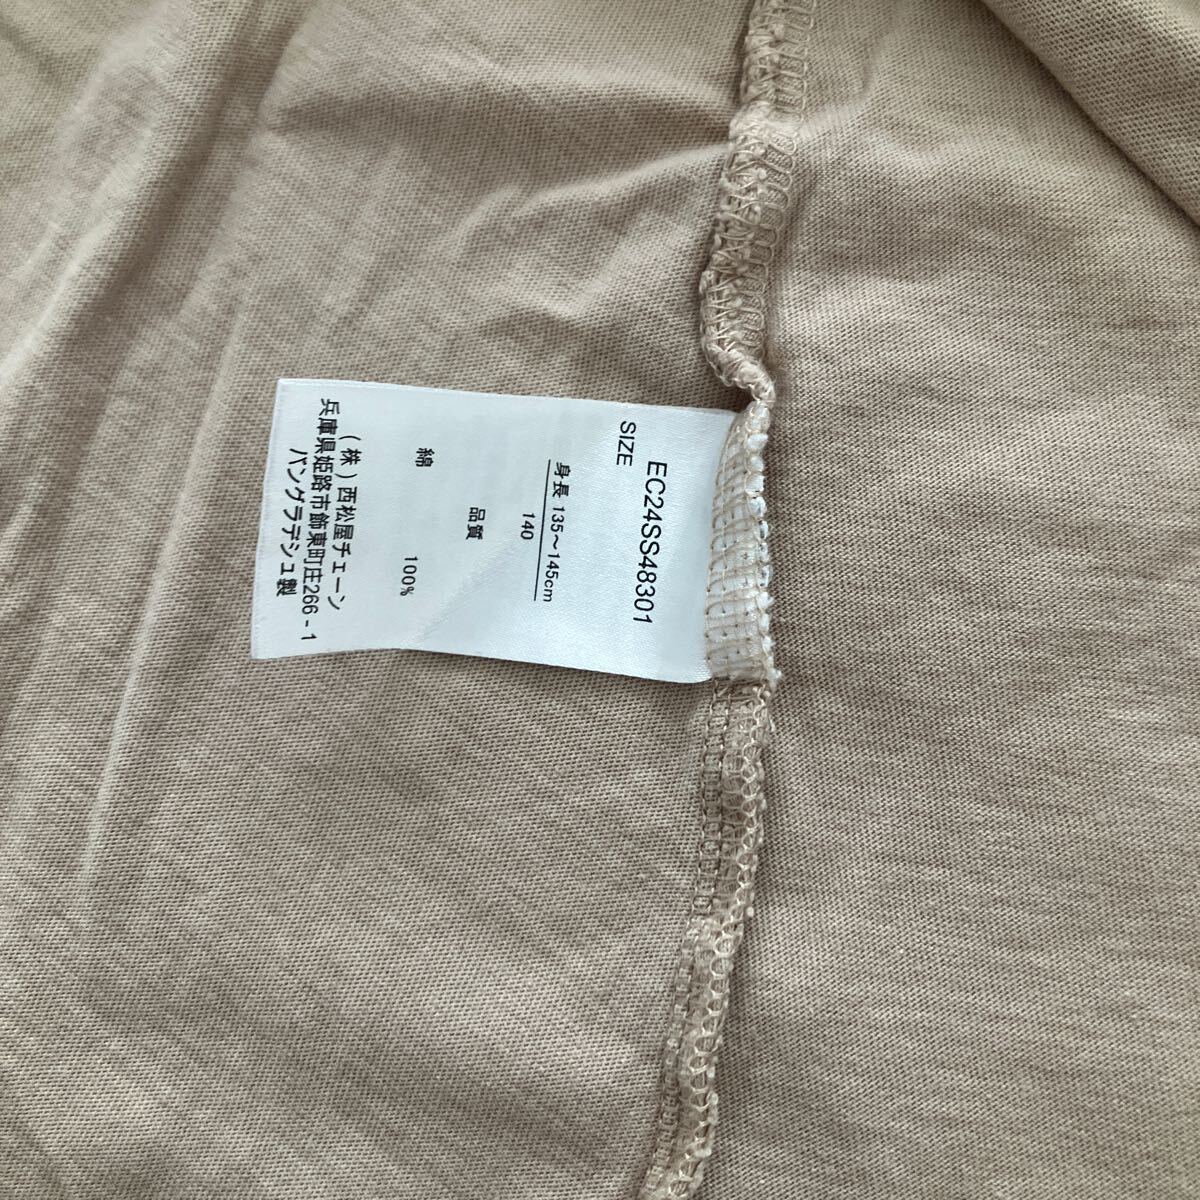 EC24SS48301
SIZE
身長 135～145cm
140
品質
綿 100%
(株)西松屋チェーン
兵庫県姫路市飾東町庄266-1
バングラデシュ製